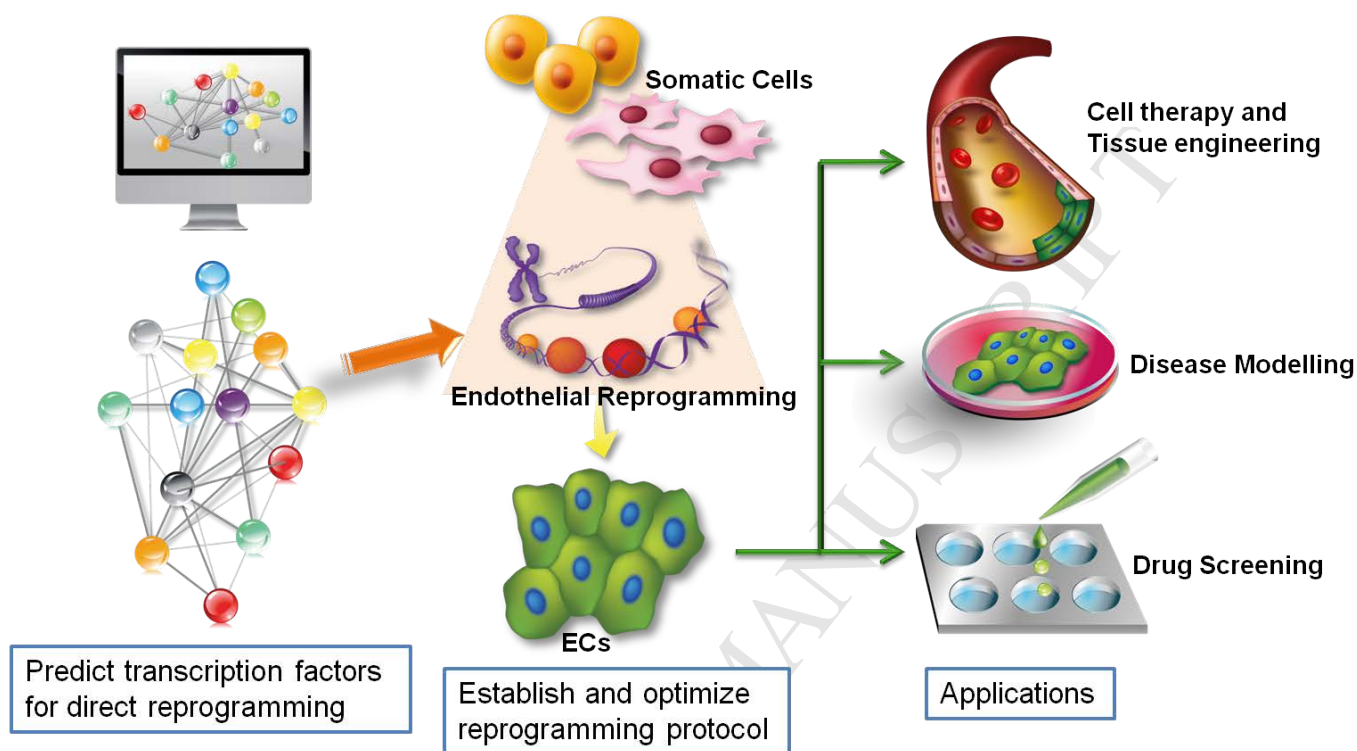 Somatic Cells
Endothelial Reprogramming
ECs
Cell therapy and
Tissue engineering
Disease Modelling
Drug Screening
Predict transcription factors
for direct reprogramming
Establish and optimize
reprogramming protocol
Applications
MANUSCRIPT